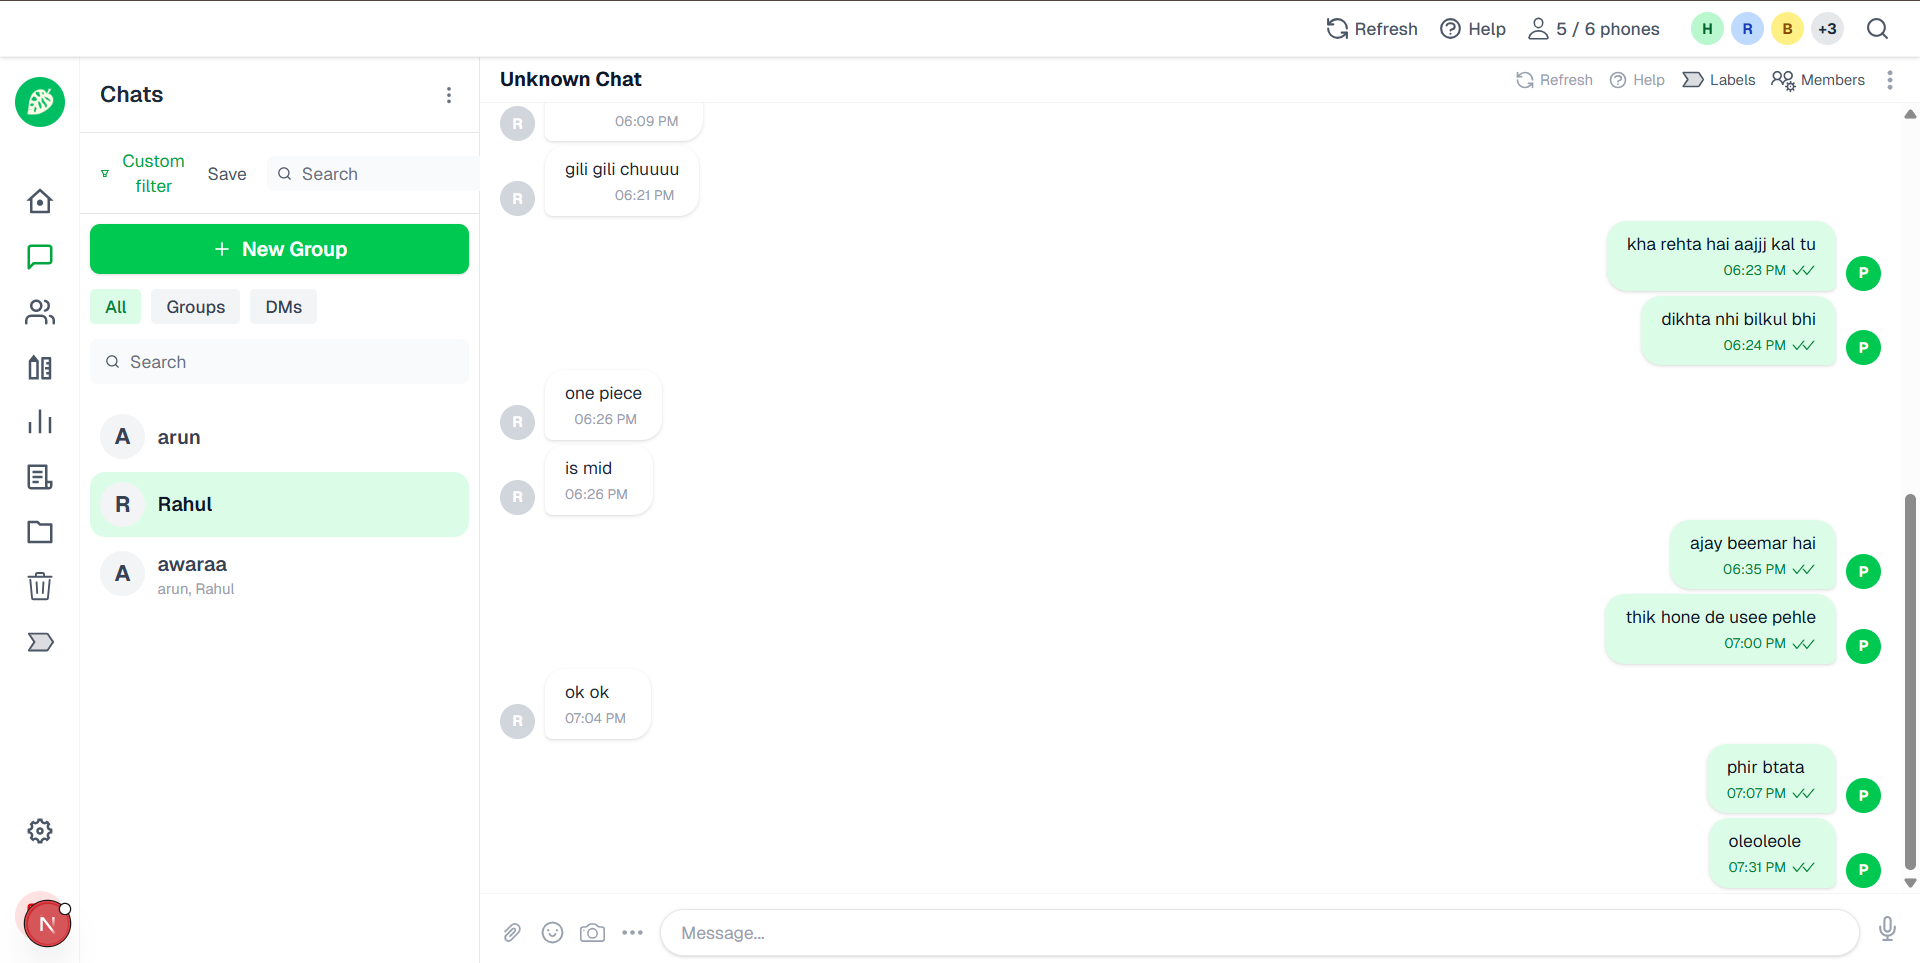 Refresh
Help
5 / 6 phones
H
R
B
+3
Chats
Custom
filter
Save
Search
+ New Group
All
Groups
DMs
Search
A
arun
R
Rahul
A
awaraa
arun, Rahul
N
Unknown Chat
Refresh
Help
Labels
Members
R
06:09 PM
gili gili chuuuu
R
06:21 PM
kha rehta hai aajjj kal tu
06:23 PM
P
dikhta nhi bilkul bhi
06:24 PM
P
one piece
R
06:26 PM
is mid
R
06:26 PM
ajay beemar hai
06:35 PM
P
thik hone de usee pehle
07:00 PM
P
ok ok
R
07:04 PM
phir btata
07:07 PM
P
oleoleole
07:31 PM
P
Message...